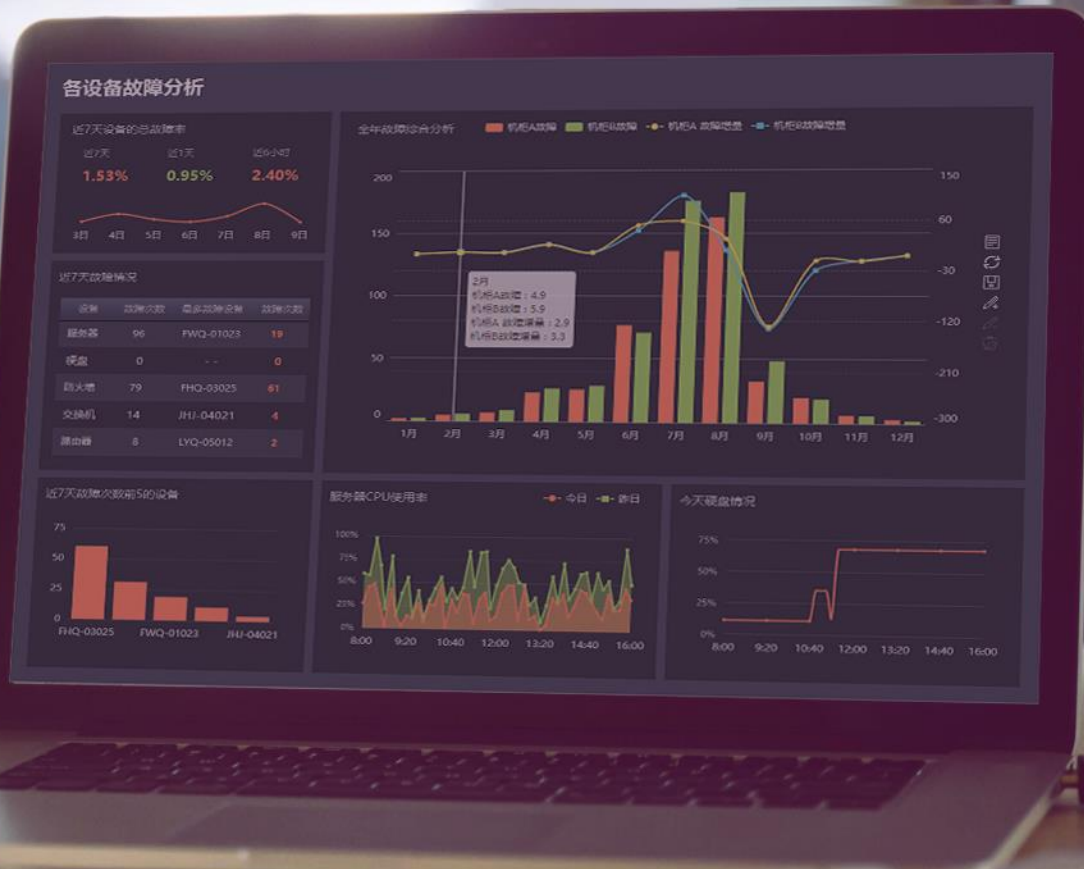 各设备故障分析
近7天设备的总故障率
近7天 近1天 近6小时
1.53% 0.95% 2.40%
3日 4日 5日 6日 7日 8日 9日
近7天故障情况
设备 故障次数 最多故障设备 故障次数
服务器 96 FWQ-01023 19
硬盘 0 - - 0
防火墙 79 FHQ-03025 61
交换机 14 JHJ-04021 4
路由器 8 LYQ-05012 2
全年故障综合分析 机柜A故障 机柜B故障 机柜A 故障增量 机柜B故障增量
200 150
150 60
100 -30
50 -120
0 -210
-300
2月
机柜A故障 : 4.9
机柜B故障 : 5.9
机柜A 故障增量 : 2.9
机柜B故障增量 : 3.3
1月 2月 3月 4月 5月 6月 7月 8月 9月 10月 11月 12月
近7天故障次数前5的设备
75
50
25
0
FHQ-03025 FWQ-01023 JHJ-04021
服务器CPU使用率 今日 昨日
100%
75%
50%
25%
0%
8:00 9:20 10:40 12:00 13:20 14:40 16:00
今天硬盘情况
75%
50%
25%
0%
8:00 9:20 10:40 12:00 13:20 14:40 16:00